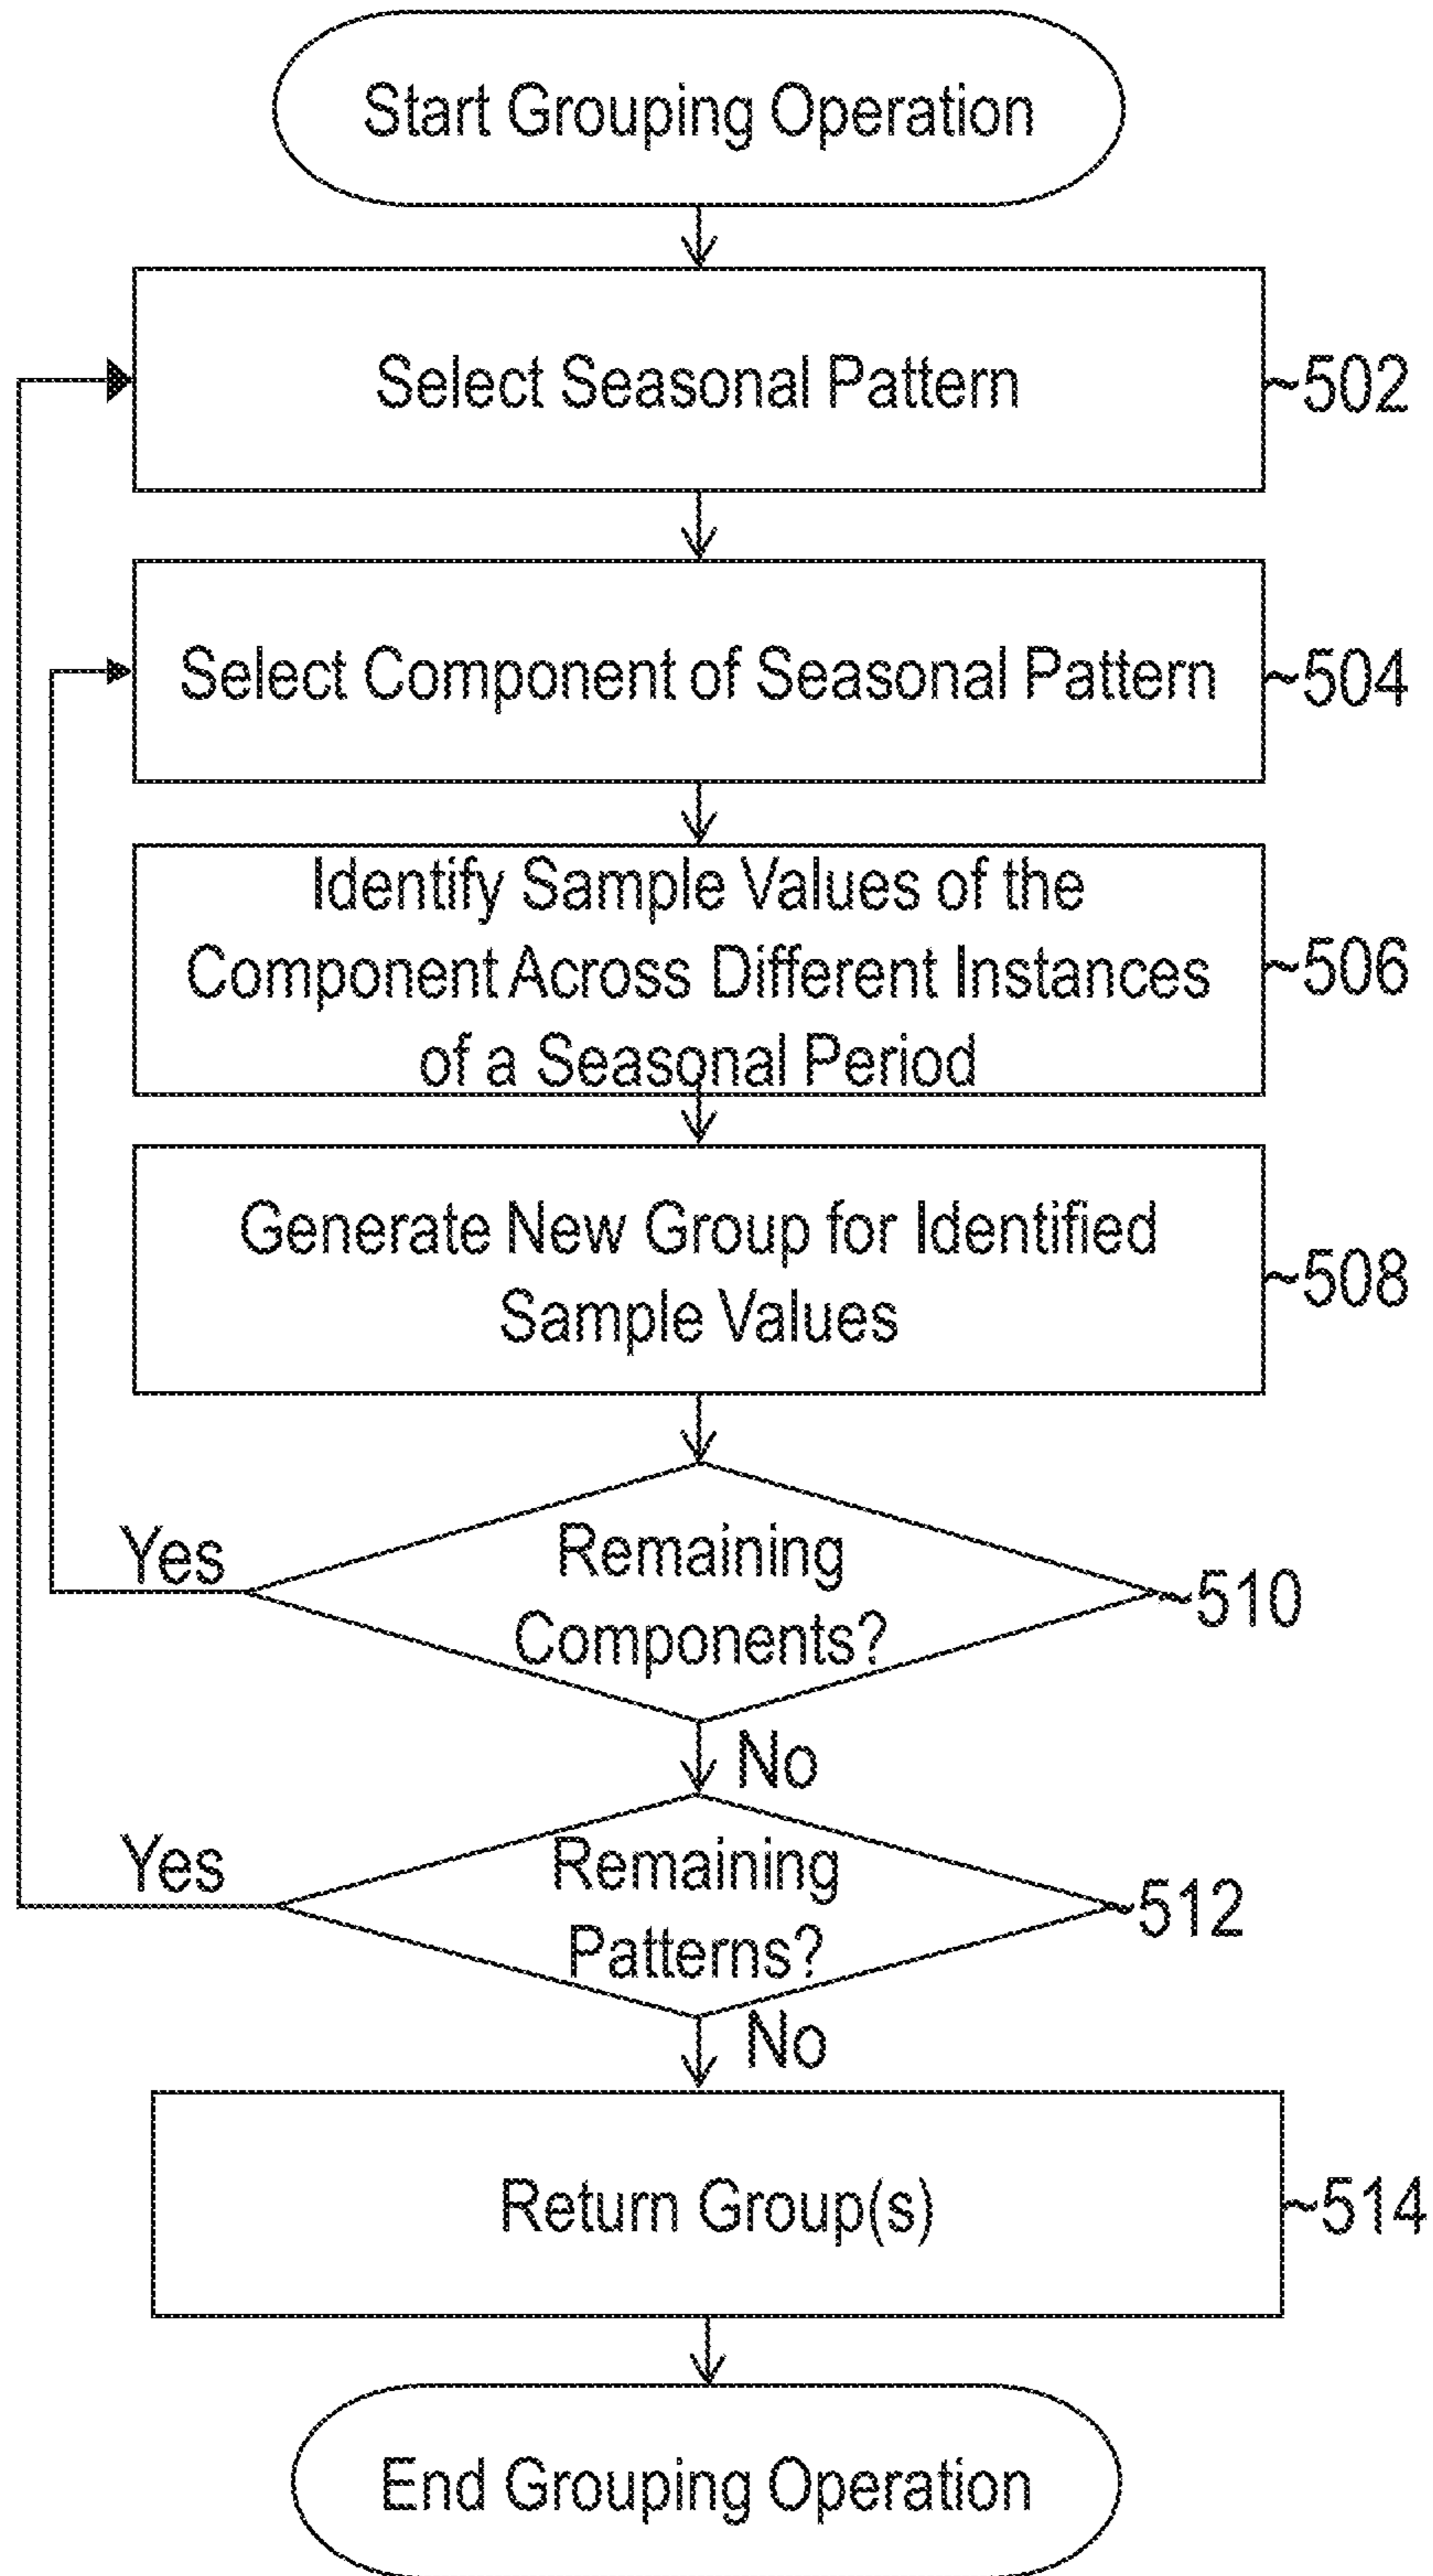 Start Grouping Operation
Select Seasonal Pattern
~502
Select Component of Seasonal Pattern
~504
Identify Sample Values of the
Component Across Different Instances
of a Seasonal Period
~506
Generate New Group for Identified
Sample Values
~508
Remaining
Components?
~510
Yes
No
Remaining
Patterns?
~512
Yes
No
Return Group(s)
~514
End Grouping Operation